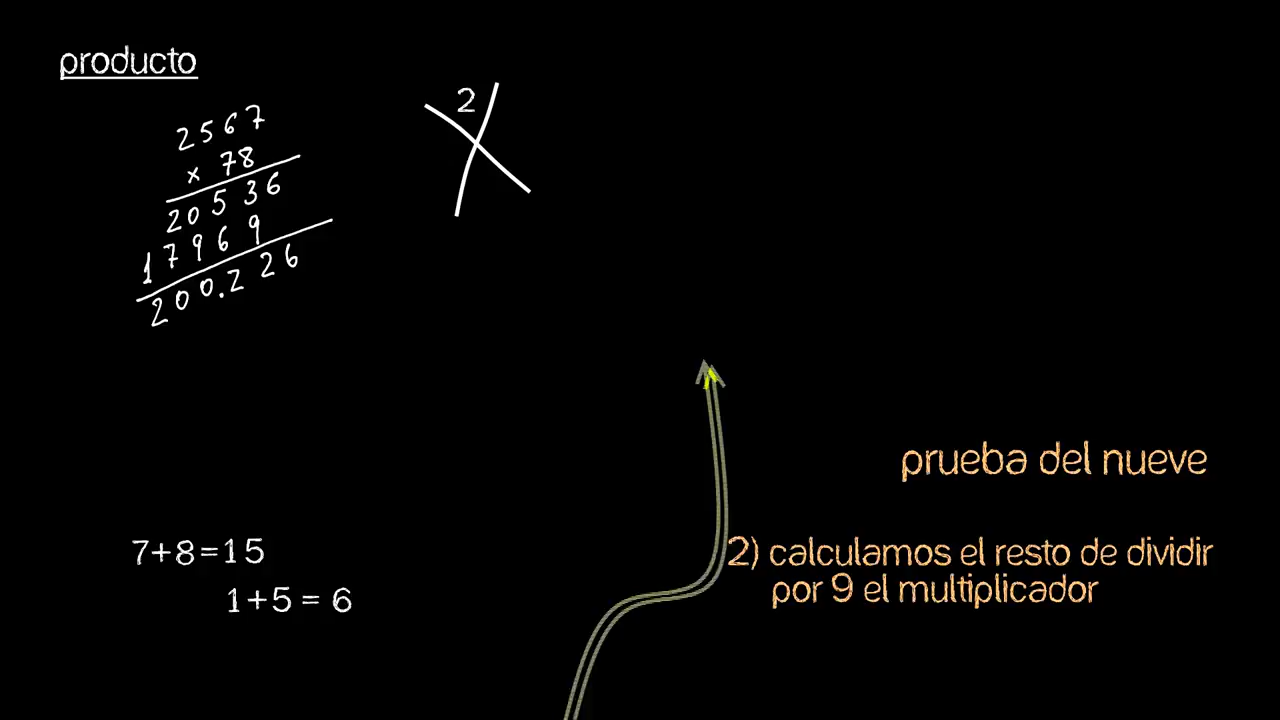 producto
2567
x 78
20536
17969
200.226
2
prueba del nueve
7+8=15
1+5=6
2) calculamos el resto de dividir
por 9 el multiplicador